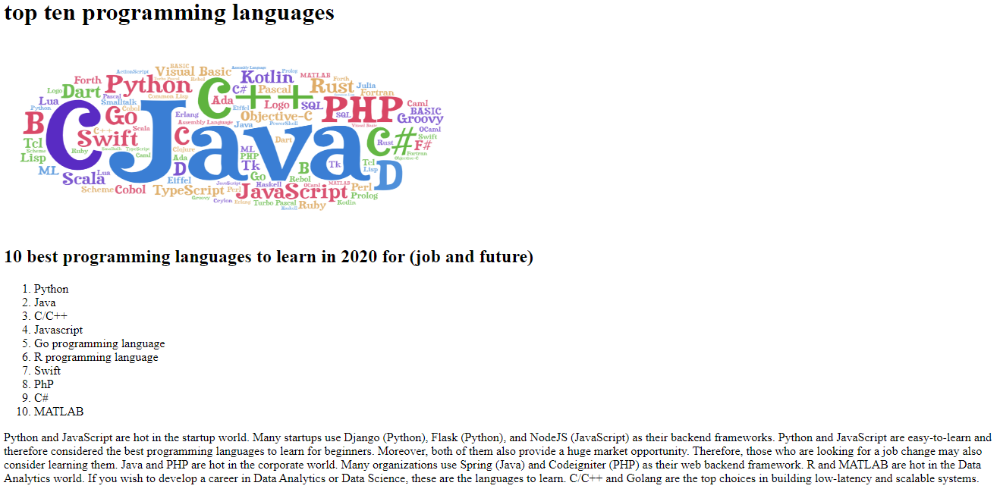 top ten programming languages
BASIC
ActionScript Visual Basic Assembly Language Prolog
Forth Python Kotlin MATLAB Forth
Logo Dart C++ C# Pascal Rust Julia
Pascal Common Lisp Ada Fortran
Lua Smalltalk Eiffel Logo SQL PHP Caml
Python Cobol BASIC
B C Go Java Erlang Objective-C SQL Groovy
Assembly Language Java PowerShell Visual Basic
C++ Scala C Dart C# OCaml
Tcl Swift Rust Swift
Scheme Ruby Smalltalk TypeScript Clojure ML F#
Lisp Caml Ada PHP Fortran
Objective-C
ML Lua D Tk B Tk Tcl D
Scala Eiffel Go Rebol Lisp
Scheme Cobol TypeScript JavaScript Perl Haskell OCaml MATLAB JavaScript Perl
Groovy Prolog
Ceylon Erlang Turbo Pascal Ruby Kotlin
Haskell
10 best programming languages to learn in 2020 for (job and future)
1. Python
2. Java
3. C/C++
4. Javascript
5. Go programming language
6. R programming language
7. Swift
8. PhP
9. C#
10. MATLAB
Python and JavaScript are hot in the startup world. Many startups use Django (Python), Flask (Python), and NodeJS (JavaScript) as their backend frameworks. Python and JavaScript are easy-to-learn and
therefore considered the best programming languages to learn for beginners. Moreover, both of them also provide a huge market opportunity. Therefore, those who are looking for a job change may also
consider learning them. Java and PHP are hot in the corporate world. Many organizations use Spring (Java) and Codeigniter (PHP) as their web backend framework. R and MATLAB are hot in the Data
Analytics world. If you wish to develop a career in Data Analytics or Data Science, these are the languages to learn. C/C++ and Golang are the top choices in building low-latency and scalable systems.